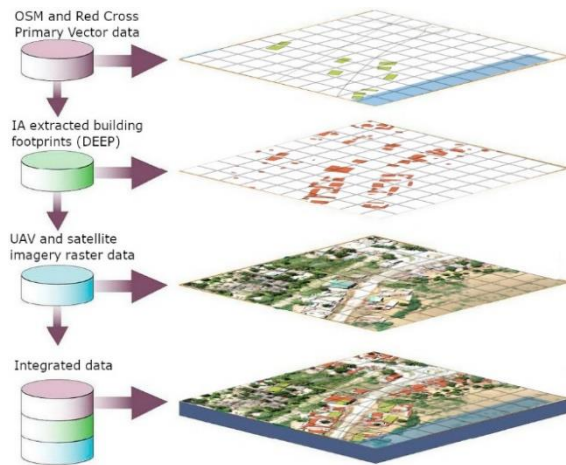 OSM and Red Cross
Primary Vector data
IA extracted building
footprints (DEEP)
UAV and satellite
imagery raster data
Integrated data